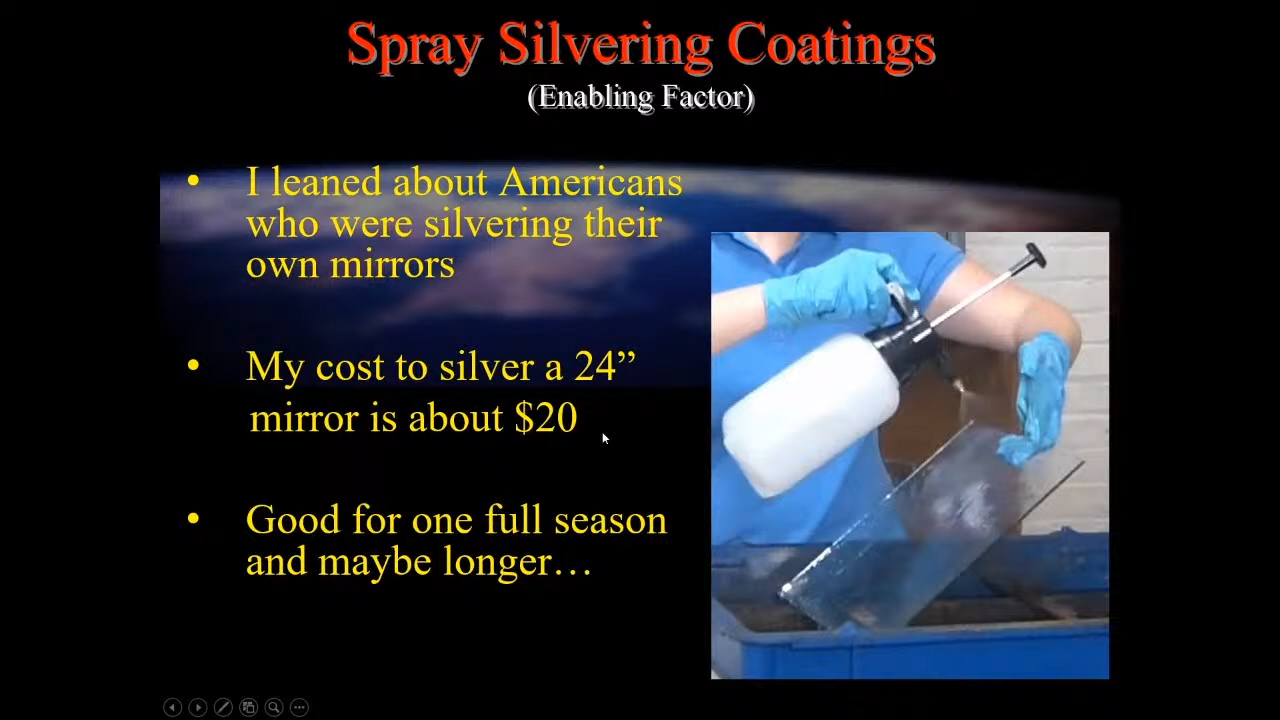 Spray Silvering Coatings
(Enabling Factor)
• I leaned about Americans
who were silvering their
own mirrors
• My cost to silver a 24”
mirror is about $20
• Good for one full season
and maybe longer…